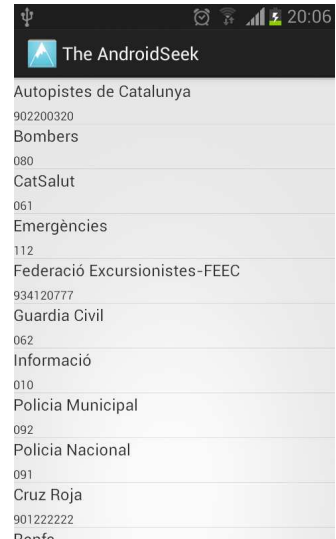 20:06
The AndroidSeek
Autopistes de Catalunya
902200320
Bombers
080
CatSalut
061
Emergències
112
Federació Excursionistes-FEEC
934120777
Guardia Civil
062
Informació
010
Policia Municipal
092
Policia Nacional
091
Cruz Roja
901222222